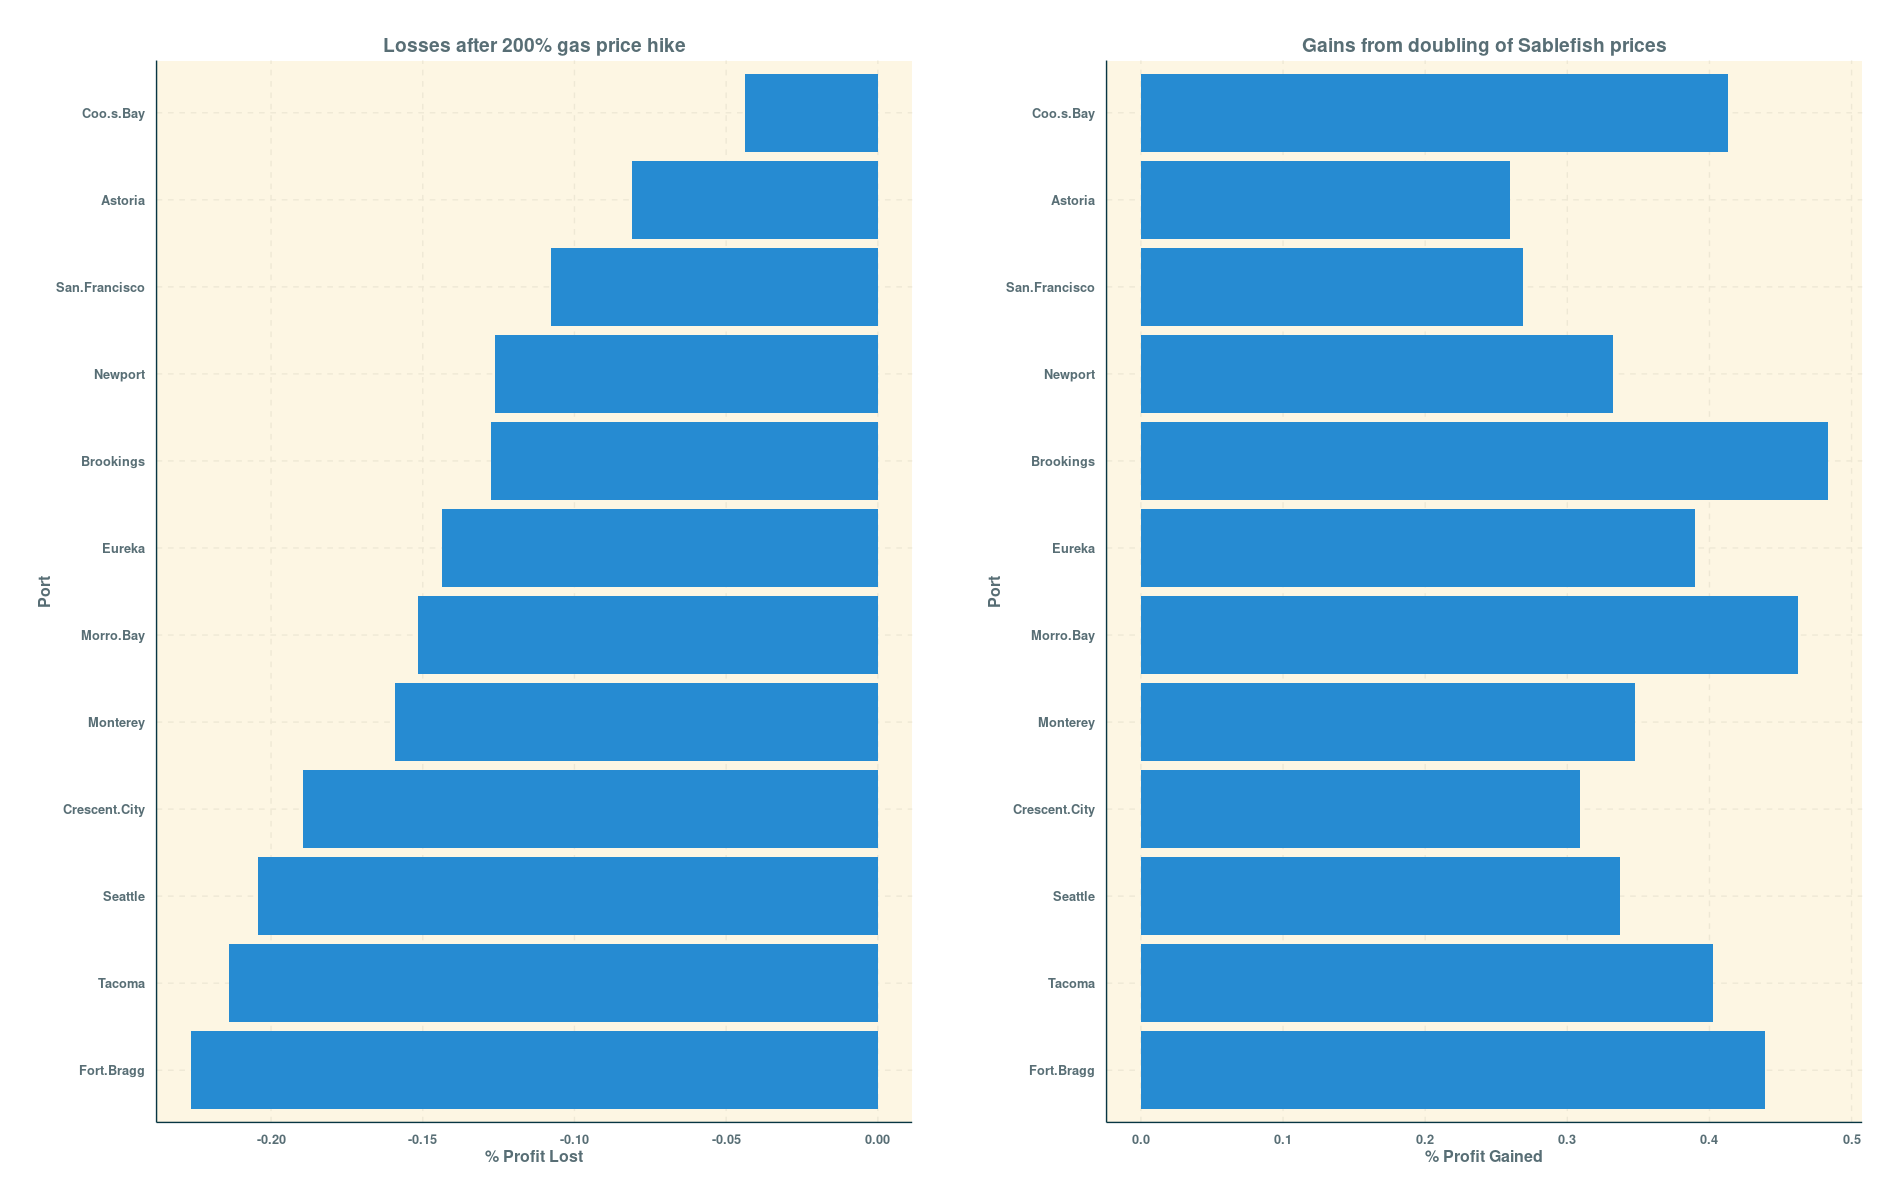 Losses after 200% gas price hike
Port
Coo.s.Bay
Astoria
San.Francisco
Newport
Brookings
Eureka
Morro.Bay
Monterey
Crescent.City
Seattle
Tacoma
Fort.Bragg
-0.20 -0.15 -0.10 -0.05 0.00
% Profit Lost
Gains from doubling of Sablefish prices
Port
Coo.s.Bay
Astoria
San.Francisco
Newport
Brookings
Eureka
Morro.Bay
Monterey
Crescent.City
Seattle
Tacoma
Fort.Bragg
0.0 0.1 0.2 0.3 0.4 0.5
% Profit Gained